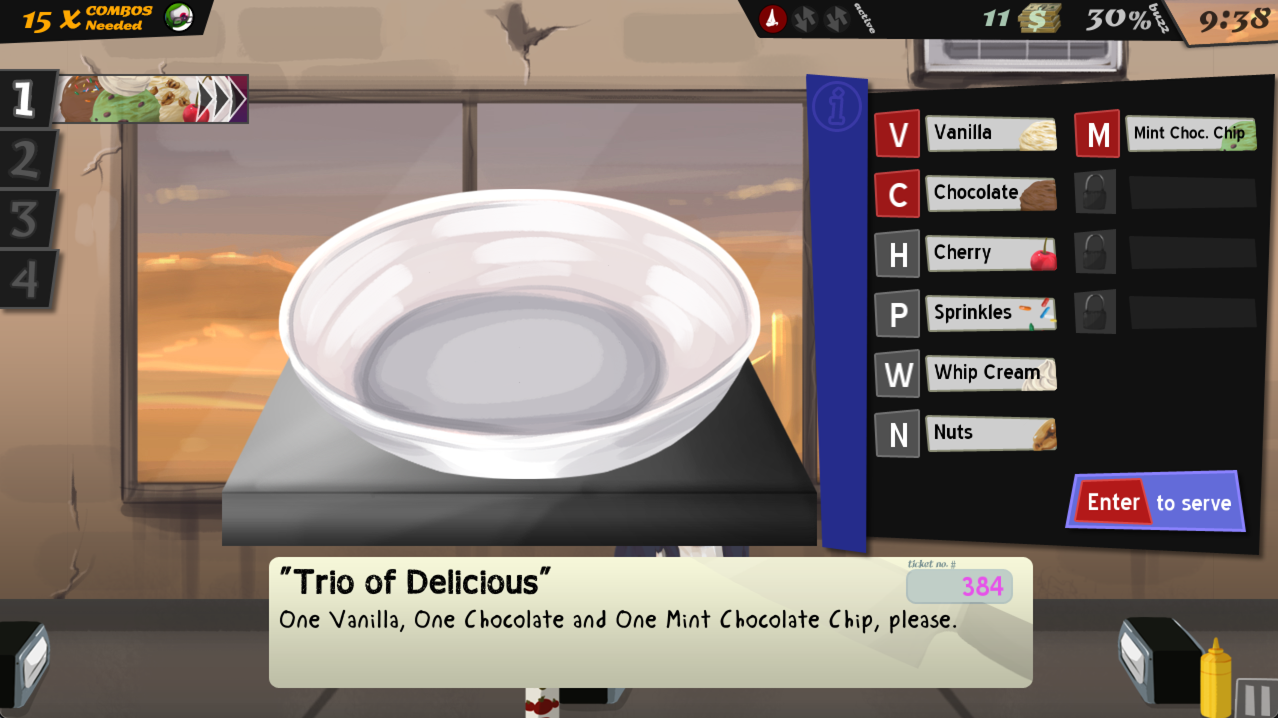 15 X COMBOS Needed
active
11 $
30% buzz
9:38
1
2
3
4
i
V Vanilla
M Mint Choc. Chip
C Chocolate
H Cherry
P Sprinkles
W Whip Cream
N Nuts
Enter to serve
"Trio of Delicious"
ticket no. #
384
One Vanilla, One Chocolate and One Mint Chocolate Chip, please.